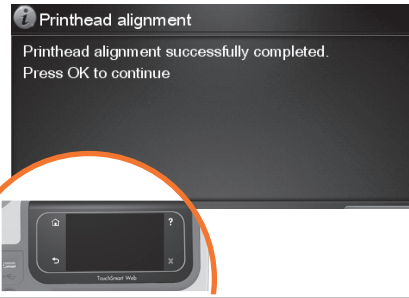 Printhead alignment
Printhead alignment successfully completed.
Press OK to continue
?
TouchSmart Web